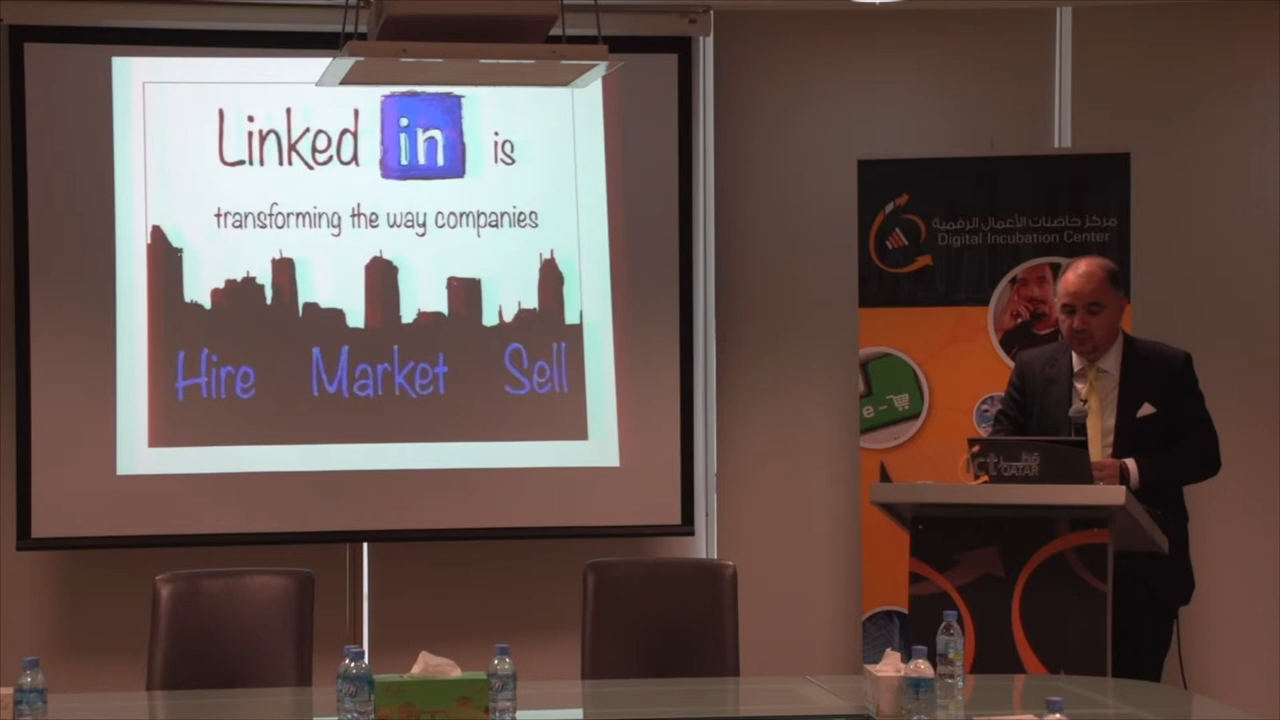 Linked in is
transforming the way companies
Hire Market Sell
مركز حاضنات الأعمال الرقمية
Digital Incubation Center
e-
ict قطر
QATAR